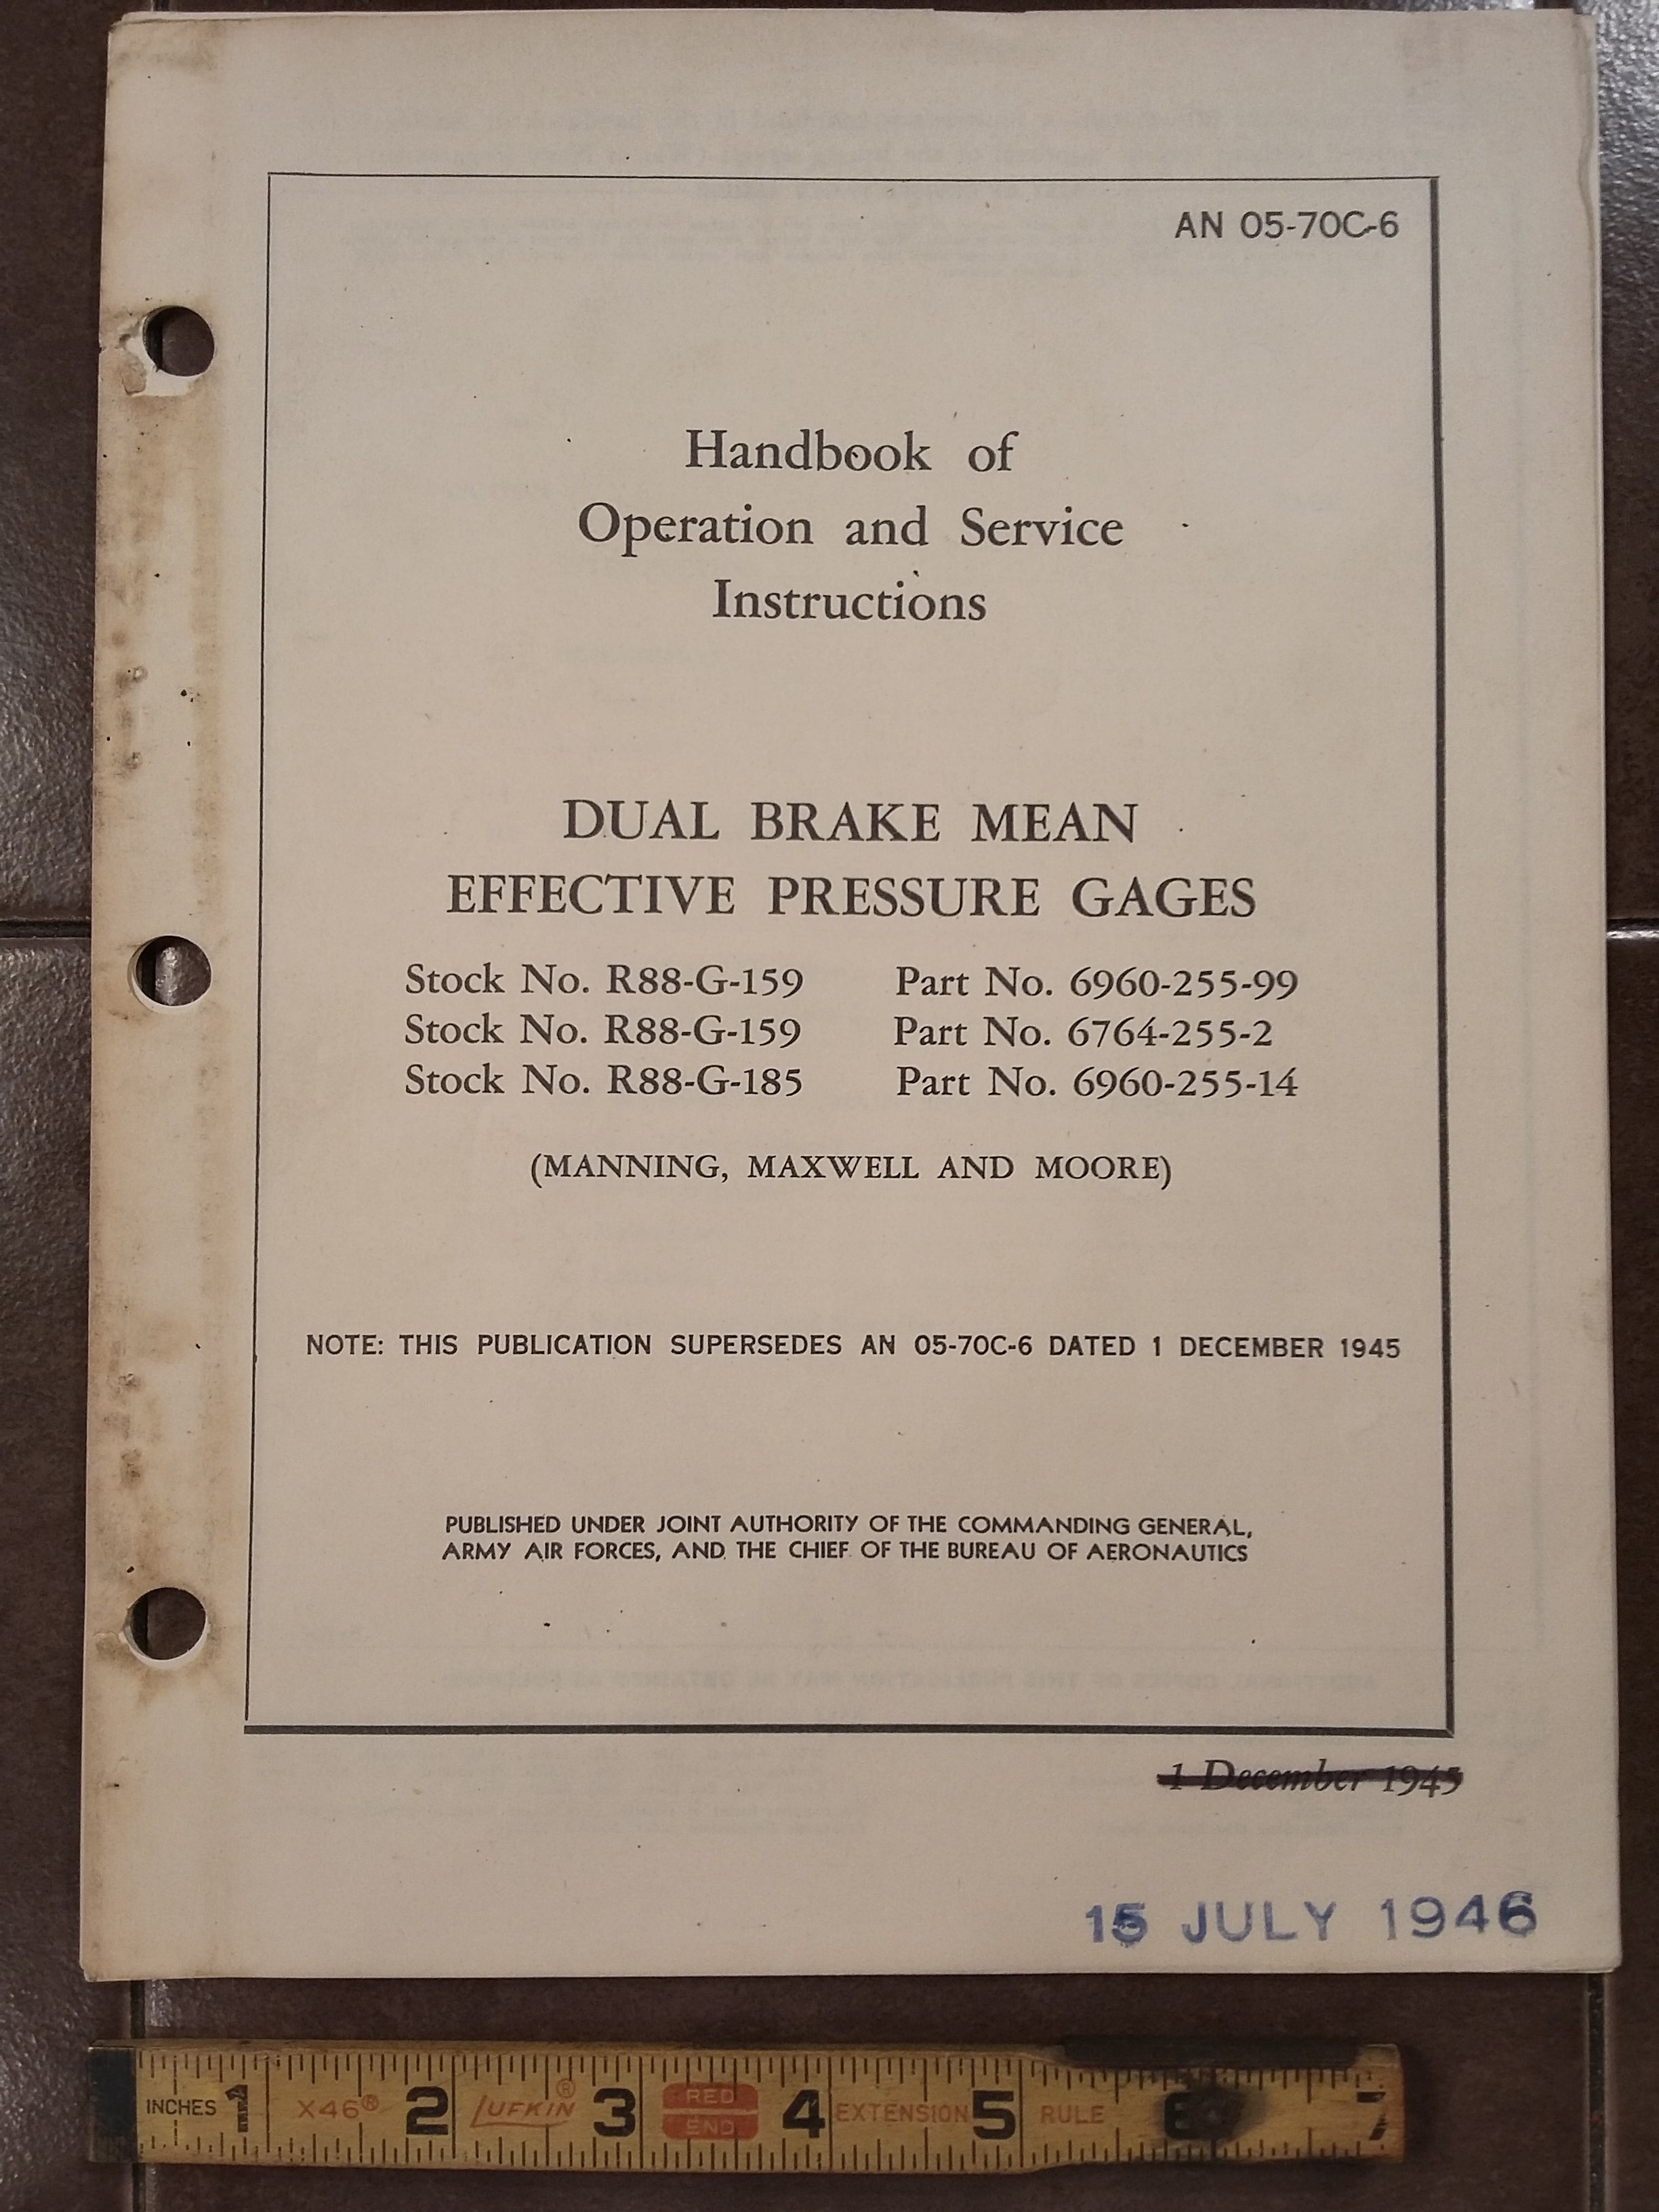 AN 05-70C-6
Handbook of
Operation and Service
Instructions
DUAL BRAKE MEAN
EFFECTIVE PRESSURE GAGES
Stock No. R88-G-159 Part No. 6960-255-99
Stock No. R88-G-159 Part No. 6764-255-2
Stock No. R88-G-185 Part No. 6960-255-14
(MANNING, MAXWELL AND MOORE)
NOTE: THIS PUBLICATION SUPERSEDES AN 05-70C-6 DATED 1 DECEMBER 1945
PUBLISHED UNDER JOINT AUTHORITY OF THE COMMANDING GENERAL,
ARMY AIR FORCES, AND THE CHIEF OF THE BUREAU OF AERONAUTICS
1 December 1945
15 JULY 1946
INCHES 1 X46® 2 LUFKIN® 3 RED END 4 EXTENSION 5 RULE 6 7